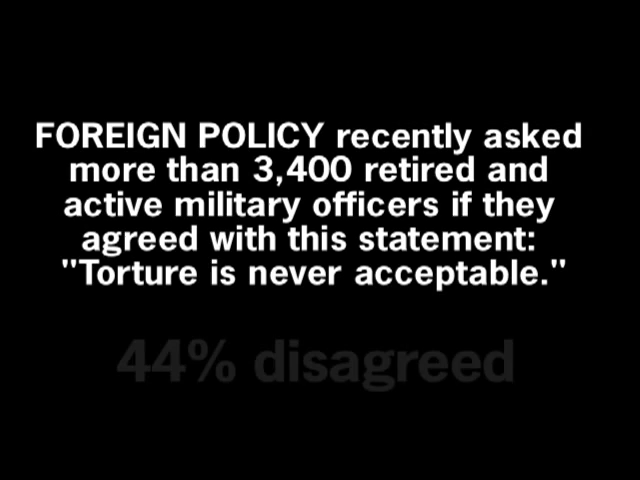 FOREIGN POLICY recently asked
more than 3,400 retired and
active military officers if they
agreed with this statement:
"Torture is never acceptable."
44% disagreed